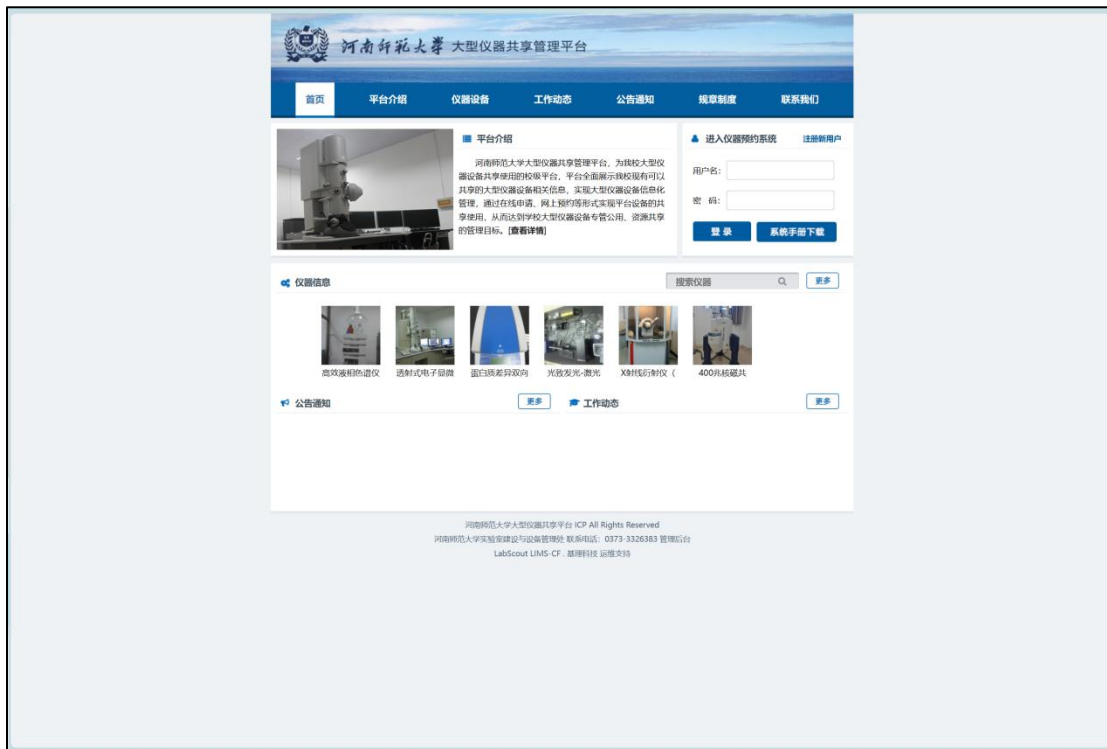 河南师范大学 大型仪器共享管理平台
首页 平台介绍 仪器设备 工作动态 公告通知 规章制度 联系我们
平台介绍
河南师范大学大型仪器共享管理平台，为我校大型仪
器设备共享使用的校级平台，平台全面展示我校现有可以
共享的大型仪器设备相关信息，实现大型仪器设备信息化
管理，通过在线申请、网上预约等形式实现平台设备的共
享使用，从而达到学校大型仪器设备专管公用、资源共享
的管理目标。[查看详情]
进入仪器预约系统 注册新用户
用户名：
密 码：
登 录 系统手册下载
仪器信息 搜索仪器 更多
高效液相色谱仪 透射式电子显微 蛋白质差异双向 光致发光-激光 X射线衍射仪（ 400兆核磁共
公告通知 更多 工作动态 更多
河南师范大学大型仪器共享平台 ICP All Rights Reserved
河南师范大学实验室建设与设备管理处 联系电话：0373-3326383 管理后台
LabScout LIMS-CF . 基理科技 运维支持